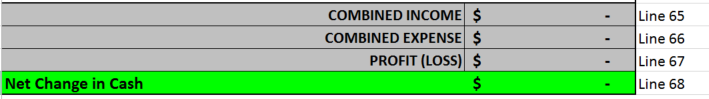 COMBINED INCOME $ - Line 65
COMBINED EXPENSE $ - Line 66
PROFIT (LOSS) $ - Line 67
Net Change in Cash $ - Line 68